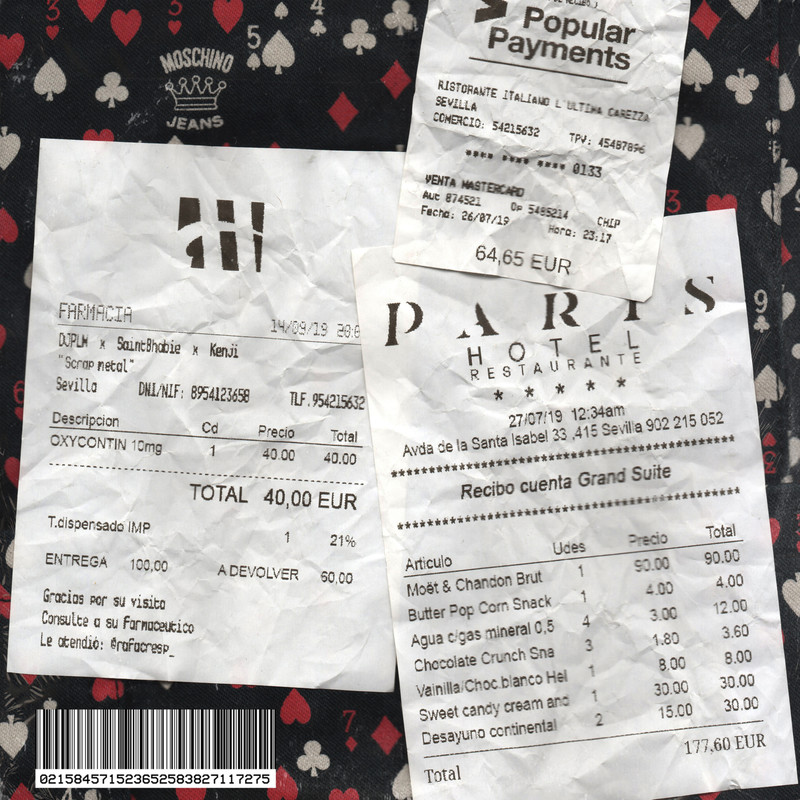 MOSCHINO
JEANS
Popular
Payments
RISTORANTE ITALIANO L'ULTIMA CAREZZA
SEVILLA
COMERCIO: 54215632 TPV: 45487896
**** **** **** 0133
VENTA MASTERCARD
Aut 874521 Op 5485214 CHIP
Fecha: 26/07/19 Hora: 23:17
64,65 EUR
FARMACIA 14/09/19
DJPLM x SaintBhabie x Kenji
"Scrap metal"
Sevilla DNI/NIF: 8954123658 TLF.954215632
Descripcion Cd Precio Total
OXYCONTIN 10mg 1 40.00 40.00
TOTAL 40,00 EUR
T.dispensado IMP
1 21%
ENTREGA 100,00 A DEVOLVER 60,00
Gracias por su visita
Consulte a su Farmaceutico
Le atendió: @rafacresp_
PARIS
HOTEL
RESTAURANTE
* * * * *
27/07/19 12:34am
Avda de la Santa Isabel 33 ,415 Sevilla 902 215 052
Recibo cuenta Grand Suite
Articulo Udes Precio Total
Moët & Chandon Brut 1 90.00 90.00
Butter Pop Corn Snack 1 4.00 4.00
Agua c/gas mineral 0,5 4 3.00 12.00
Chocolate Crunch Sna 3 1.80 3.60
Vainilla/Choc.blanco Hel 1 8.00 8.00
Sweet candy cream and 1 30.00 30.00
Desayuno continental 2 15.00 30.00
Total 177,60 EUR
021584571523652583827117275